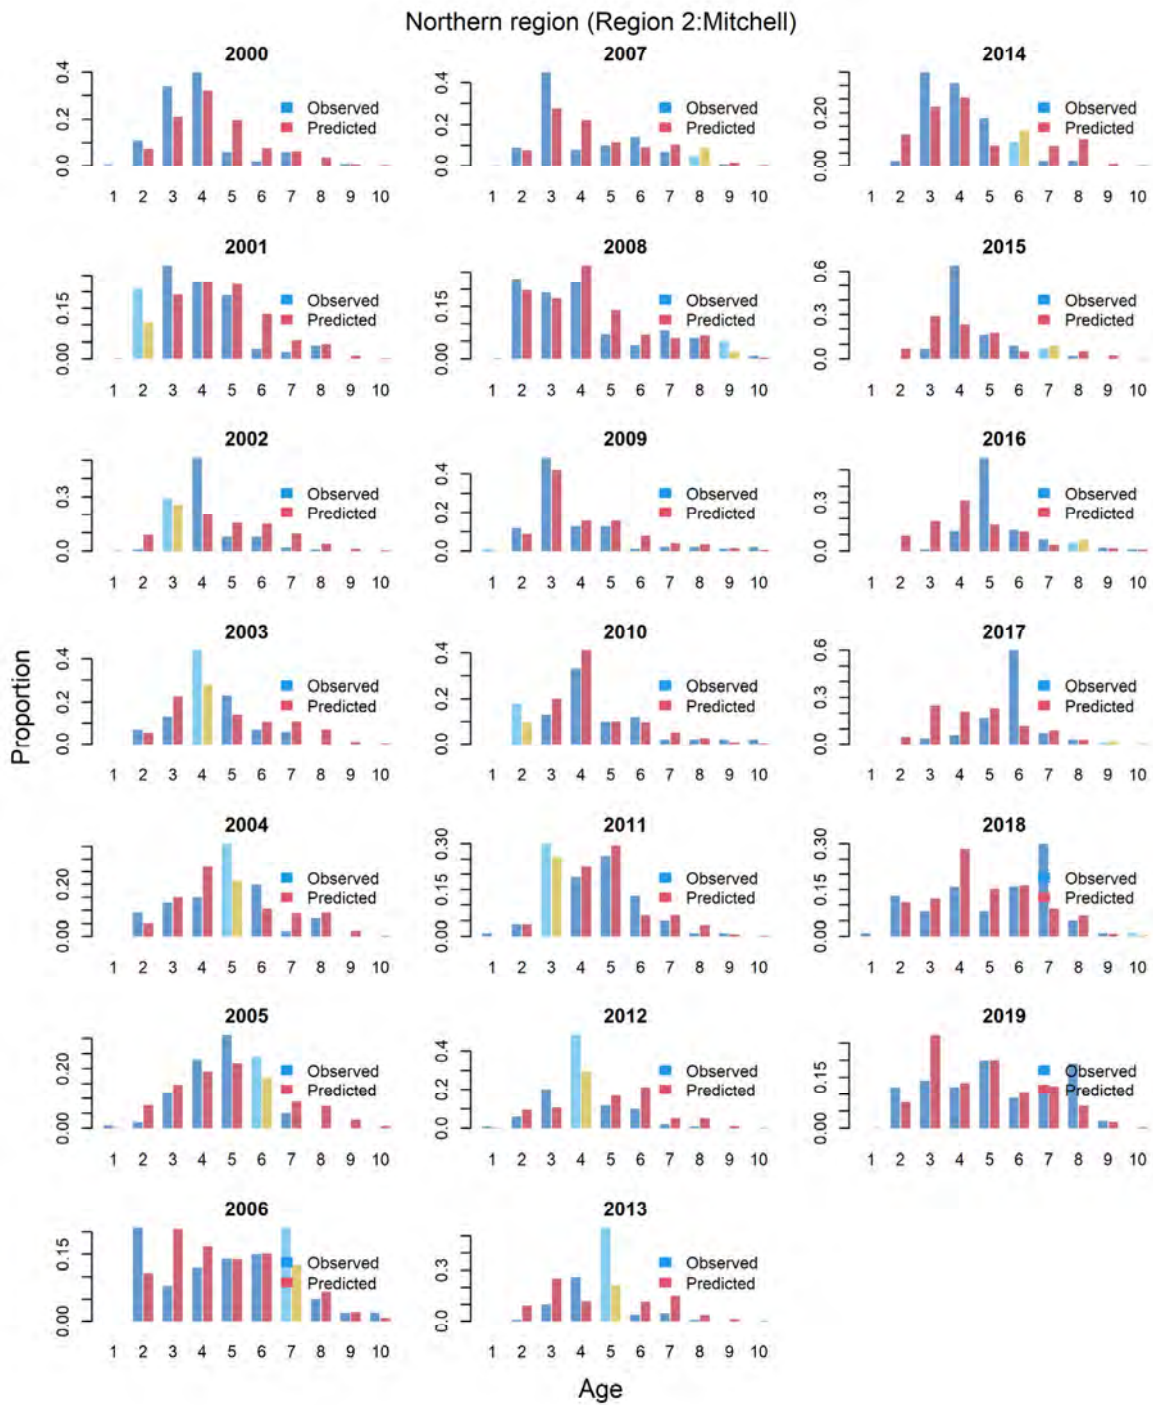 Northern region (Region 2:Mitchell)
Proportion
2000
0.0 0.2 0.4
Observed
Predicted
1 2 3 4 5 6 7 8 9 10
2001
0.00 0.15
Observed
Predicted
1 2 3 4 5 6 7 8 9 10
2002
0.0 0.3
Observed
Predicted
1 2 3 4 5 6 7 8 9 10
2003
0.0 0.2 0.4
Observed
Predicted
1 2 3 4 5 6 7 8 9 10
2004
0.00 0.20
Observed
Predicted
1 2 3 4 5 6 7 8 9 10
2005
0.00 0.20
Observed
Predicted
1 2 3 4 5 6 7 8 9 10
2006
0.00 0.15
Observed
Predicted
1 2 3 4 5 6 7 8 9 10
2007
0.0 0.2 0.4
Observed
Predicted
1 2 3 4 5 6 7 8 9 10
2008
0.00 0.15
Observed
Predicted
1 2 3 4 5 6 7 8 9 10
2009
0.0 0.2 0.4
Observed
Predicted
1 2 3 4 5 6 7 8 9 10
2010
0.0 0.2 0.4
Observed
Predicted
1 2 3 4 5 6 7 8 9 10
2011
0.00 0.15 0.30
Observed
Predicted
1 2 3 4 5 6 7 8 9 10
2012
0.0 0.2 0.4
Observed
Predicted
1 2 3 4 5 6 7 8 9 10
2013
0.0 0.3
Observed
Predicted
1 2 3 4 5 6 7 8 9 10
2014
0.00 0.20
Observed
Predicted
1 2 3 4 5 6 7 8 9 10
2015
0.0 0.3 0.6
Observed
Predicted
1 2 3 4 5 6 7 8 9 10
2016
0.0 0.3
Observed
Predicted
1 2 3 4 5 6 7 8 9 10
2017
0.0 0.3 0.6
Observed
Predicted
1 2 3 4 5 6 7 8 9 10
2018
0.00 0.15 0.30
Observed
Predicted
1 2 3 4 5 6 7 8 9 10
2019
0.00 0.15
Observed
Predicted
1 2 3 4 5 6 7 8 9 10
Age